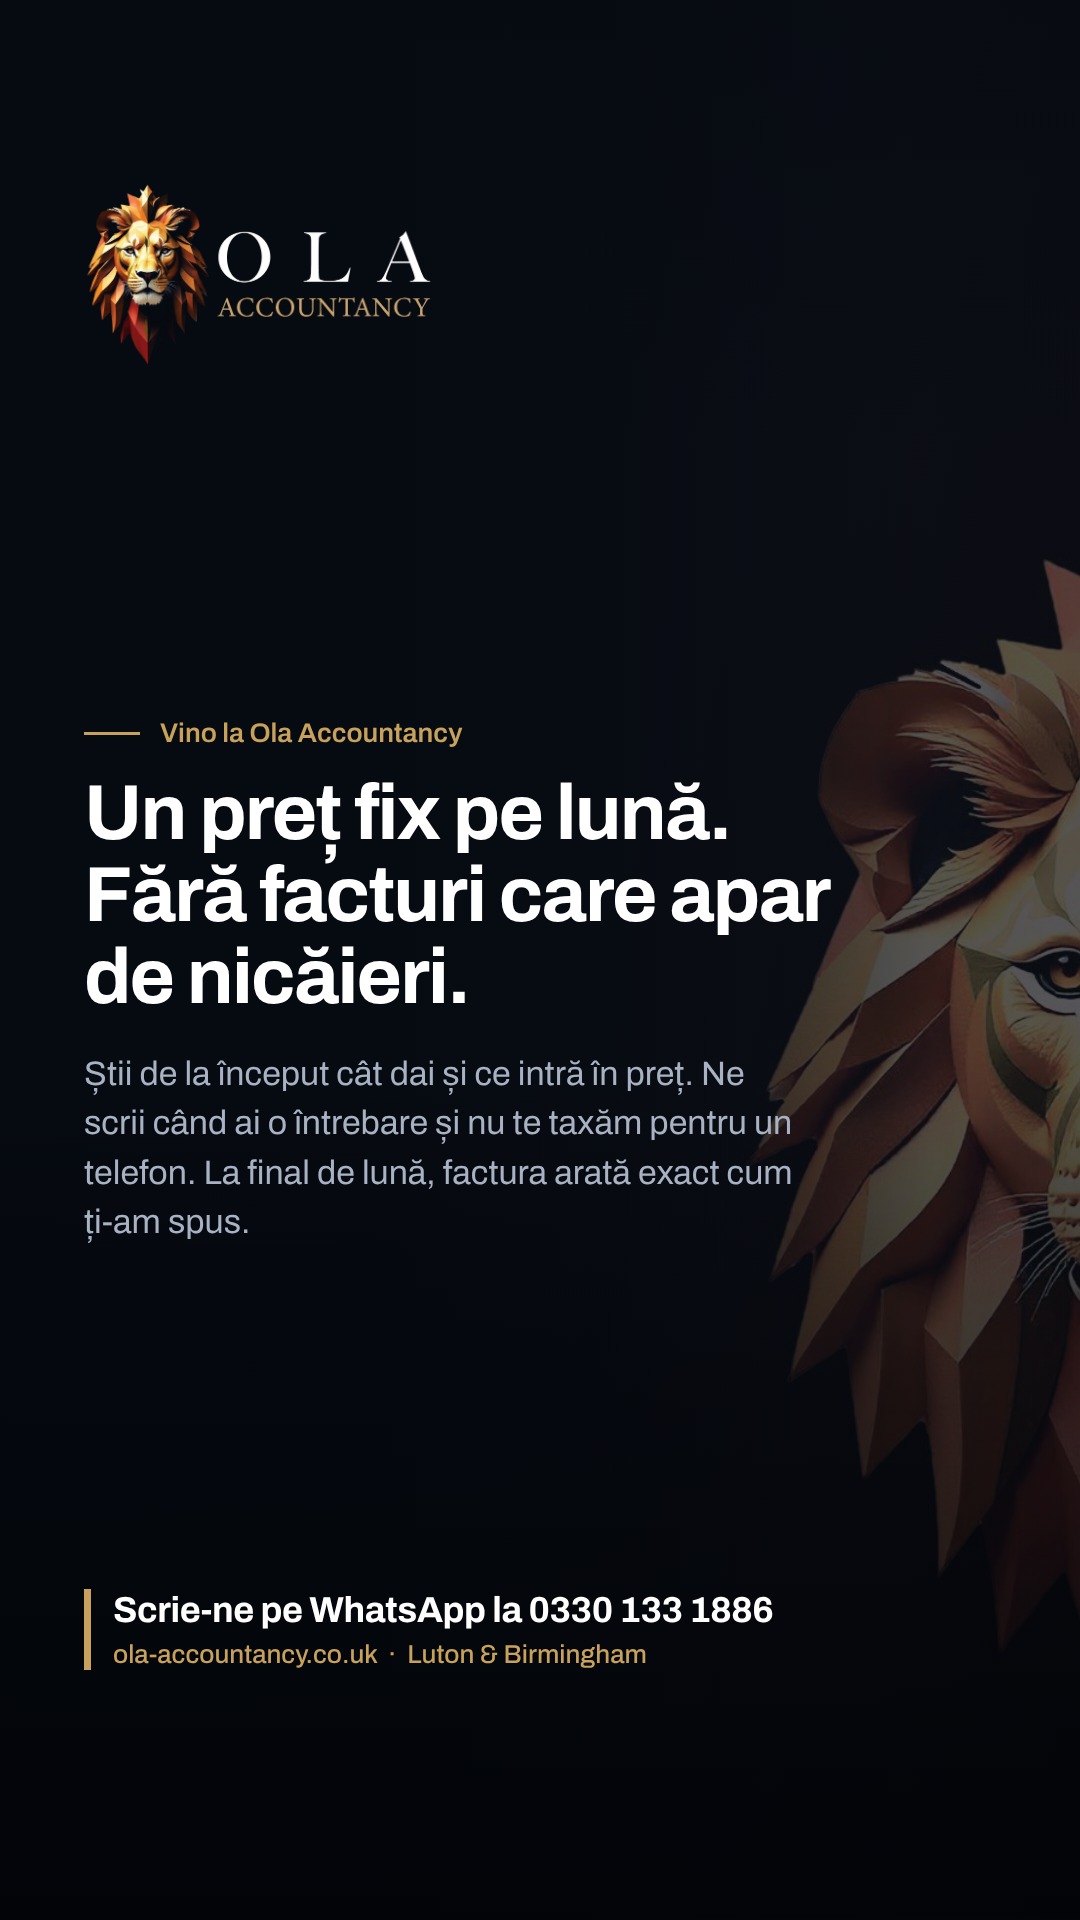 OLA
ACCOUNTANCY
Vino la Ola Accountancy
Un preț fix pe lună.
Fără facturi care apar
de nicăieri.
Știi de la început cât dai și ce intră în preț. Ne
scrii când ai o întrebare și nu te taxăm pentru un
telefon. La final de lună, factura arată exact cum
ți-am spus.
Scrie-ne pe WhatsApp la 0330 133 1886
ola-accountancy.co.uk · Luton & Birmingham